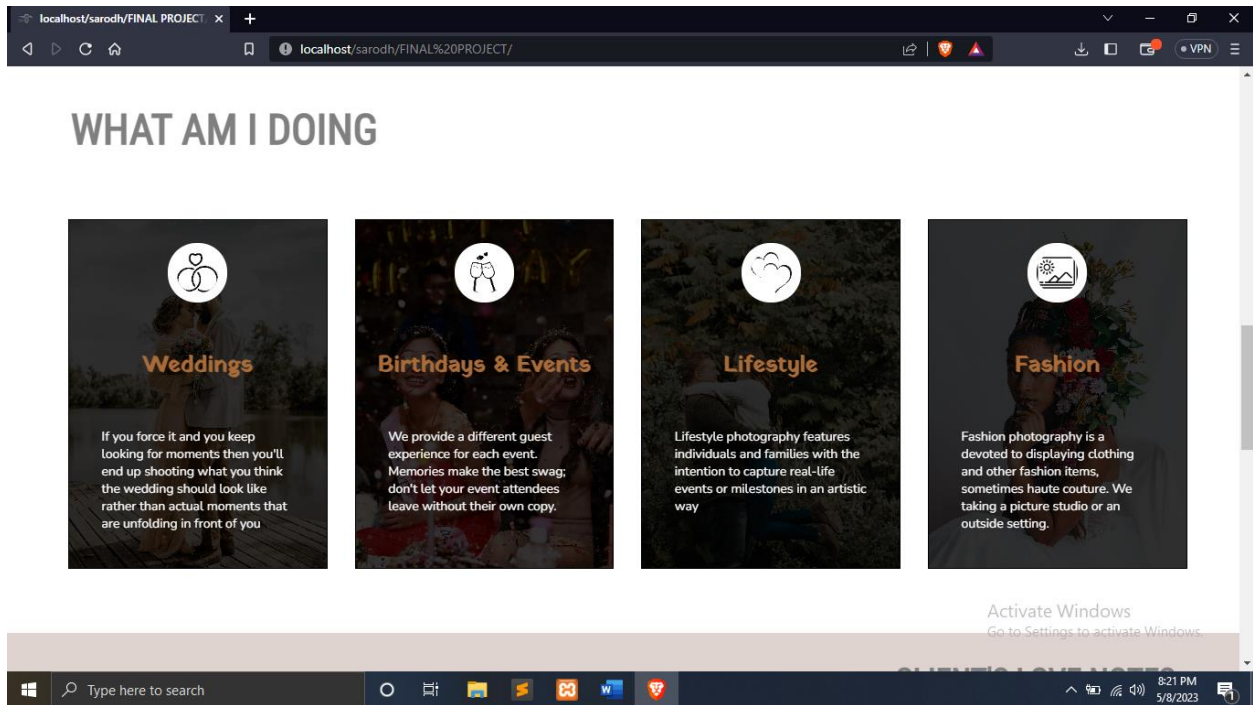 localhost/sarodh/FINAL PROJECT/
localhost/sarodh/FINAL%20PROJECT/
VPN
WHAT AM I DOING
Weddings
If you force it and you keep
looking for moments then you'll
end up shooting what you think
the wedding should look like
rather than actual moments that
are unfolding in front of you
Birthdays & Events
We provide a different guest
experience for each event.
Memories make the best swag;
don't let your event attendees
leave without their own copy.
Lifestyle
Lifestyle photography features
individuals and families with the
intention to capture real-life
events or milestones in an artistic
way
Fashion
Fashion photography is a
devoted to displaying clothing
and other fashion items,
sometimes haute couture. We
taking a picture studio or an
outside setting.
Activate Windows
Go to Settings to activate Windows.
CLIENT'S LOVE NOTES
Type here to search
8:21 PM
5/8/2023
1